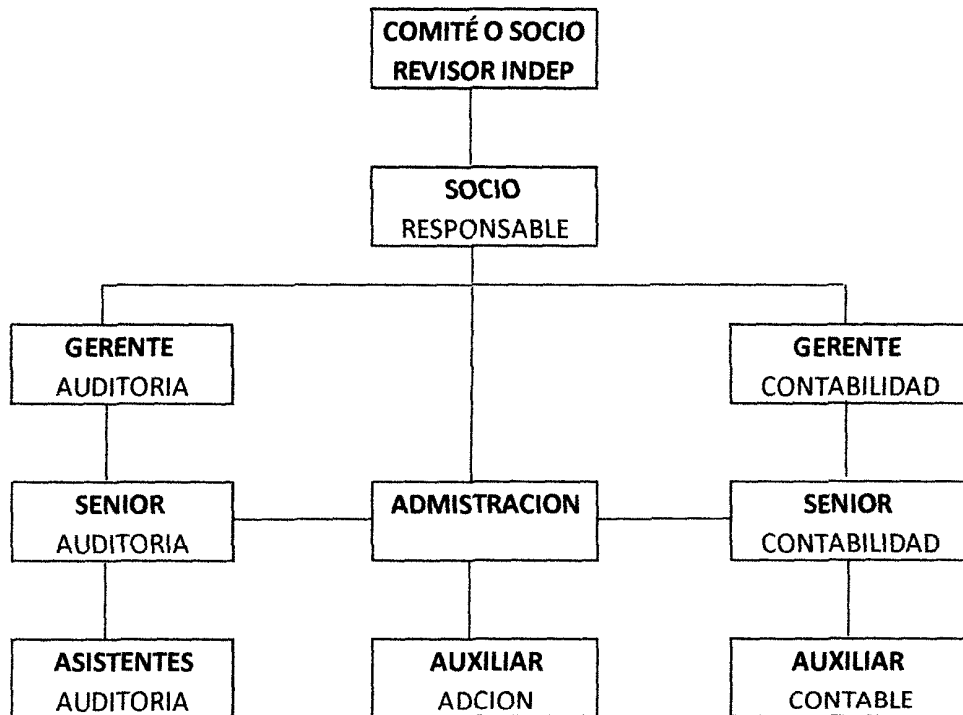 COMITÉ O SOCIO
REVISOR INDEP
SOCIO
RESPONSABLE
GERENTE
AUDITORIA
GERENTE
CONTABILIDAD
SENIOR
AUDITORIA
ADMISTRACION
SENIOR
CONTABILIDAD
ASISTENTES
AUDITORIA
AUXILIAR
ADCION
AUXILIAR
CONTABLE